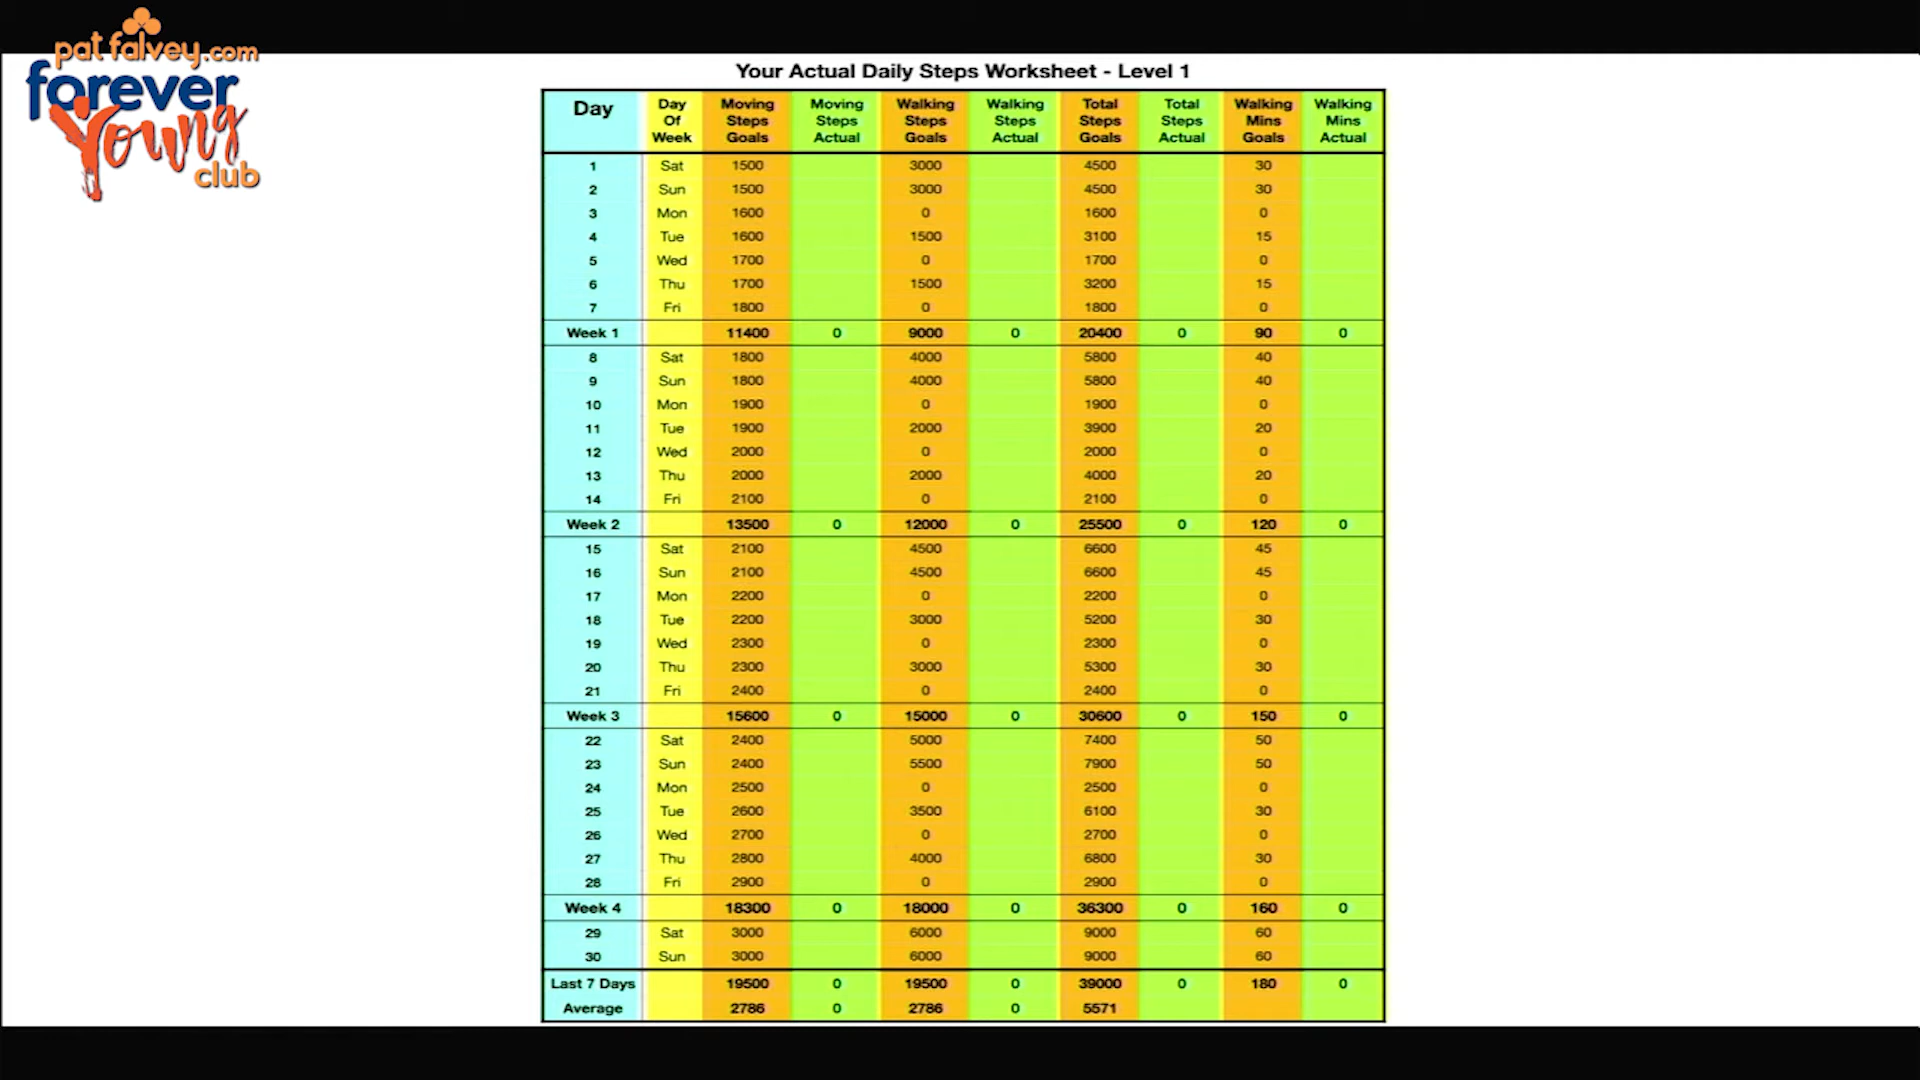 pat falvey.com
forever
Young
club
Your Actual Daily Steps Worksheet - Level 1
Day Day Of Week Moving Steps Goals Moving Steps Actual Walking Steps Goals Walking Steps Actual Total Steps Goals Total Steps Actual Walking Mins Goals Walking Mins Actual
1 Sat 1500 3000 4500 30
2 Sun 1500 3000 4500 30
3 Mon 1600 0 1600 0
4 Tue 1600 1500 3100 15
5 Wed 1700 0 1700 0
6 Thu 1700 1500 3200 15
7 Fri 1800 0 1800 0
Week 1 11400 0 9000 0 20400 0 90 0
8 Sat 1800 4000 5800 40
9 Sun 1800 4000 5800 40
10 Mon 1900 0 1900 0
11 Tue 1900 2000 3900 20
12 Wed 2000 0 2000 0
13 Thu 2000 2000 4000 20
14 Fri 2100 0 2100 0
Week 2 13500 0 12000 0 25500 0 120 0
15 Sat 2100 4500 6600 45
16 Sun 2100 4500 6600 45
17 Mon 2200 0 2200 0
18 Tue 2200 3000 5200 30
19 Wed 2300 0 2300 0
20 Thu 2300 3000 5300 30
21 Fri 2400 0 2400 0
Week 3 15600 0 15000 0 30600 0 150 0
22 Sat 2400 5000 7400 50
23 Sun 2400 5500 7900 50
24 Mon 2500 0 2500 0
25 Tue 2600 3500 6100 30
26 Wed 2700 0 2700 0
27 Thu 2800 4000 6800 30
28 Fri 2900 0 2900 0
Week 4 18300 0 18000 0 36300 0 160 0
29 Sat 3000 6000 9000 60
30 Sun 3000 6000 9000 60
Last 7 Days 19500 0 19500 0 39000 0 180 0
Average 2786 0 2786 0 5571